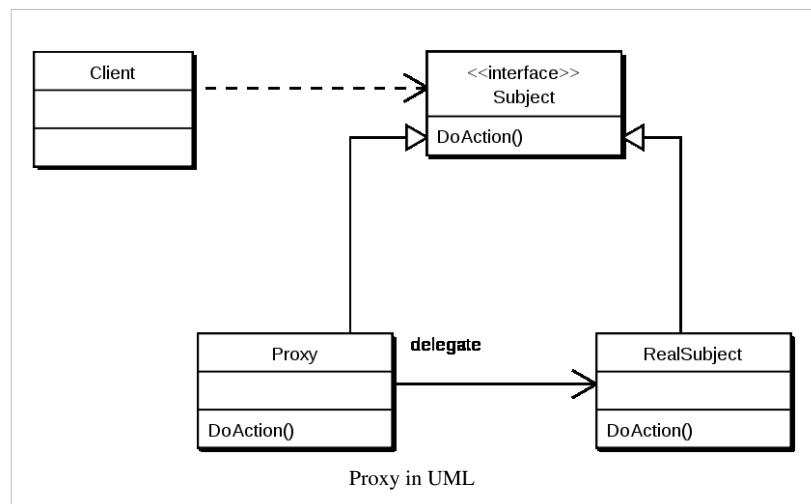 Client
<<interface>>
Subject
DoAction()
Proxy
delegate
RealSubject
DoAction()
DoAction()
Proxy in UML